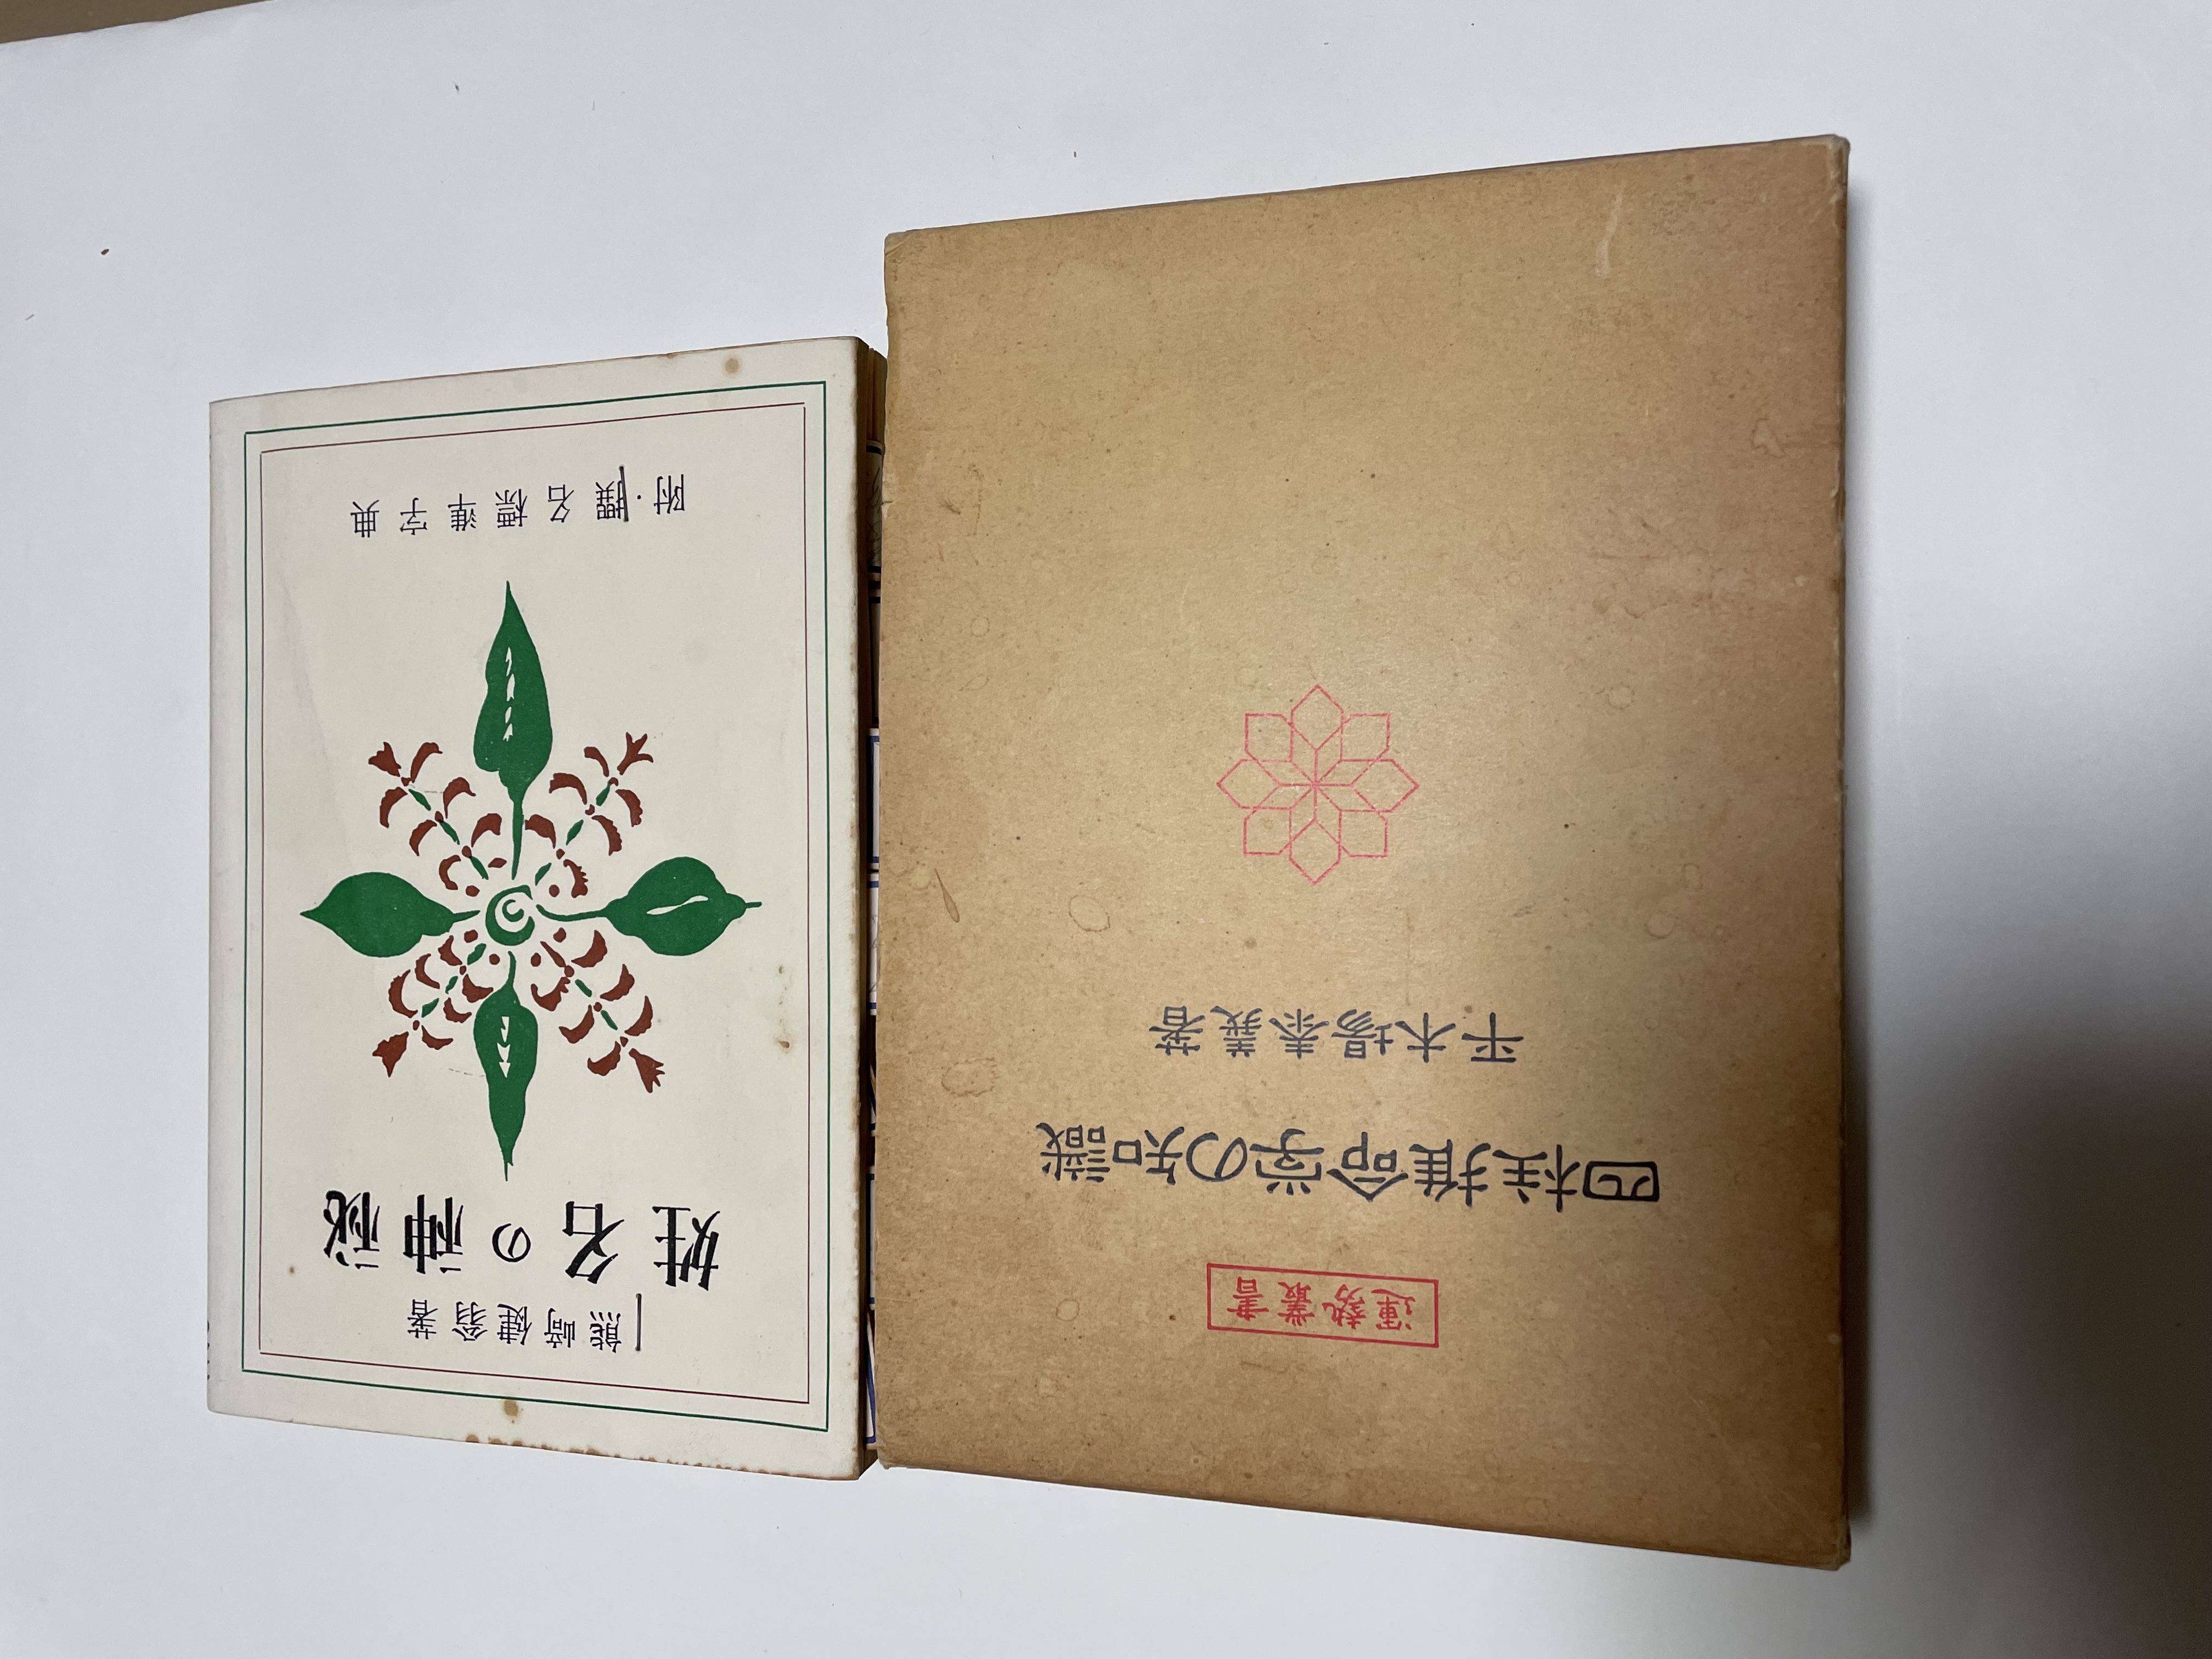 熊﨑健翁著
姓名の神秘
附・撰名標準字典
運勢叢書
四柱推命学の知識
平木場泰義著